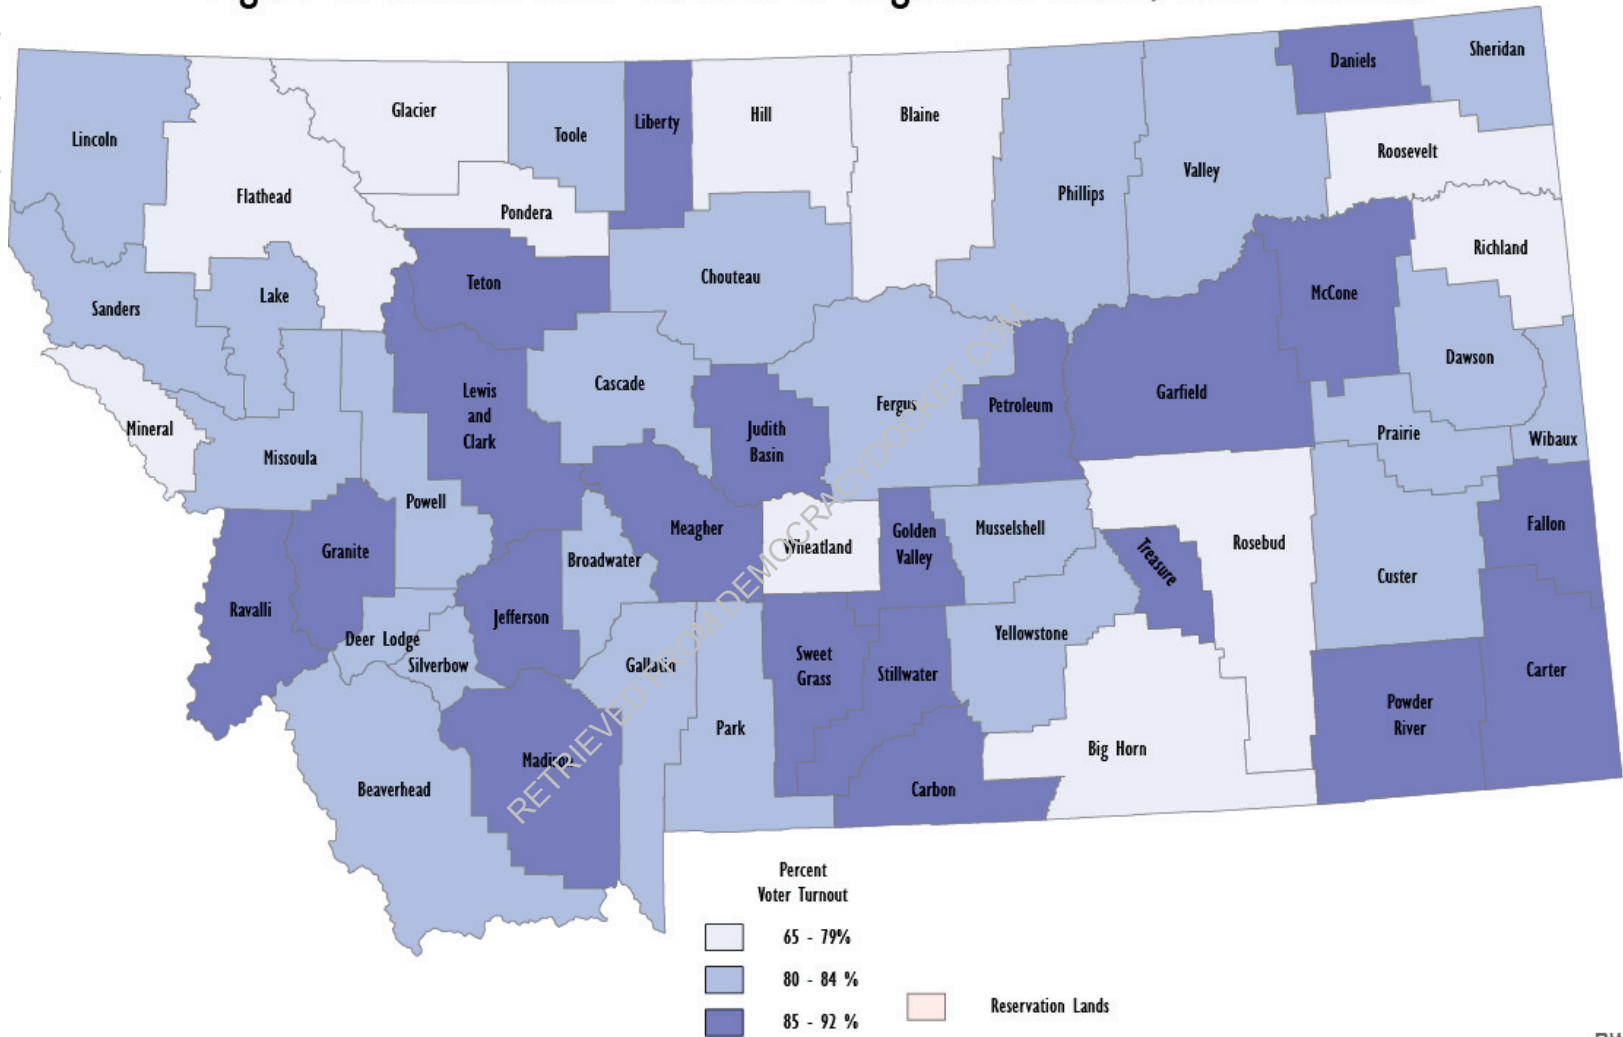 Sheridan
Daniels
Glacier
Hill
Blaine
Liberty
Toole
Lincoln
Roosevelt
Valley
Phillips
Flathead
Pondera
Richland
Chouteau
Teton
McCone
Lake
Sanders
Dawson
Cascade
Garfield
Lewis
and
Clark
Fergus
Petroleum
Judith
Basin
Mineral
Prairie
Wibaux
Missoula
Powell
Meagher
Golden
Valley
Musselshell
Fallon
Wheatland
Rosebud
Granite
Broadwater
Treasure
Custer
Ravalli
Jefferson
Deer Lodge
Silverbow
Yellowstone
Sweet
Grass
Gallatin
Stillwater
Carter
Powder
River
Park
Big Horn
Madison
Beaverhead
Carbon
RETRIEVED FROM DEMOCRACYDOCKET.COM
Percent
Voter Turnout
65 - 79%
80 - 84 %
85 - 92 %
Reservation Lands